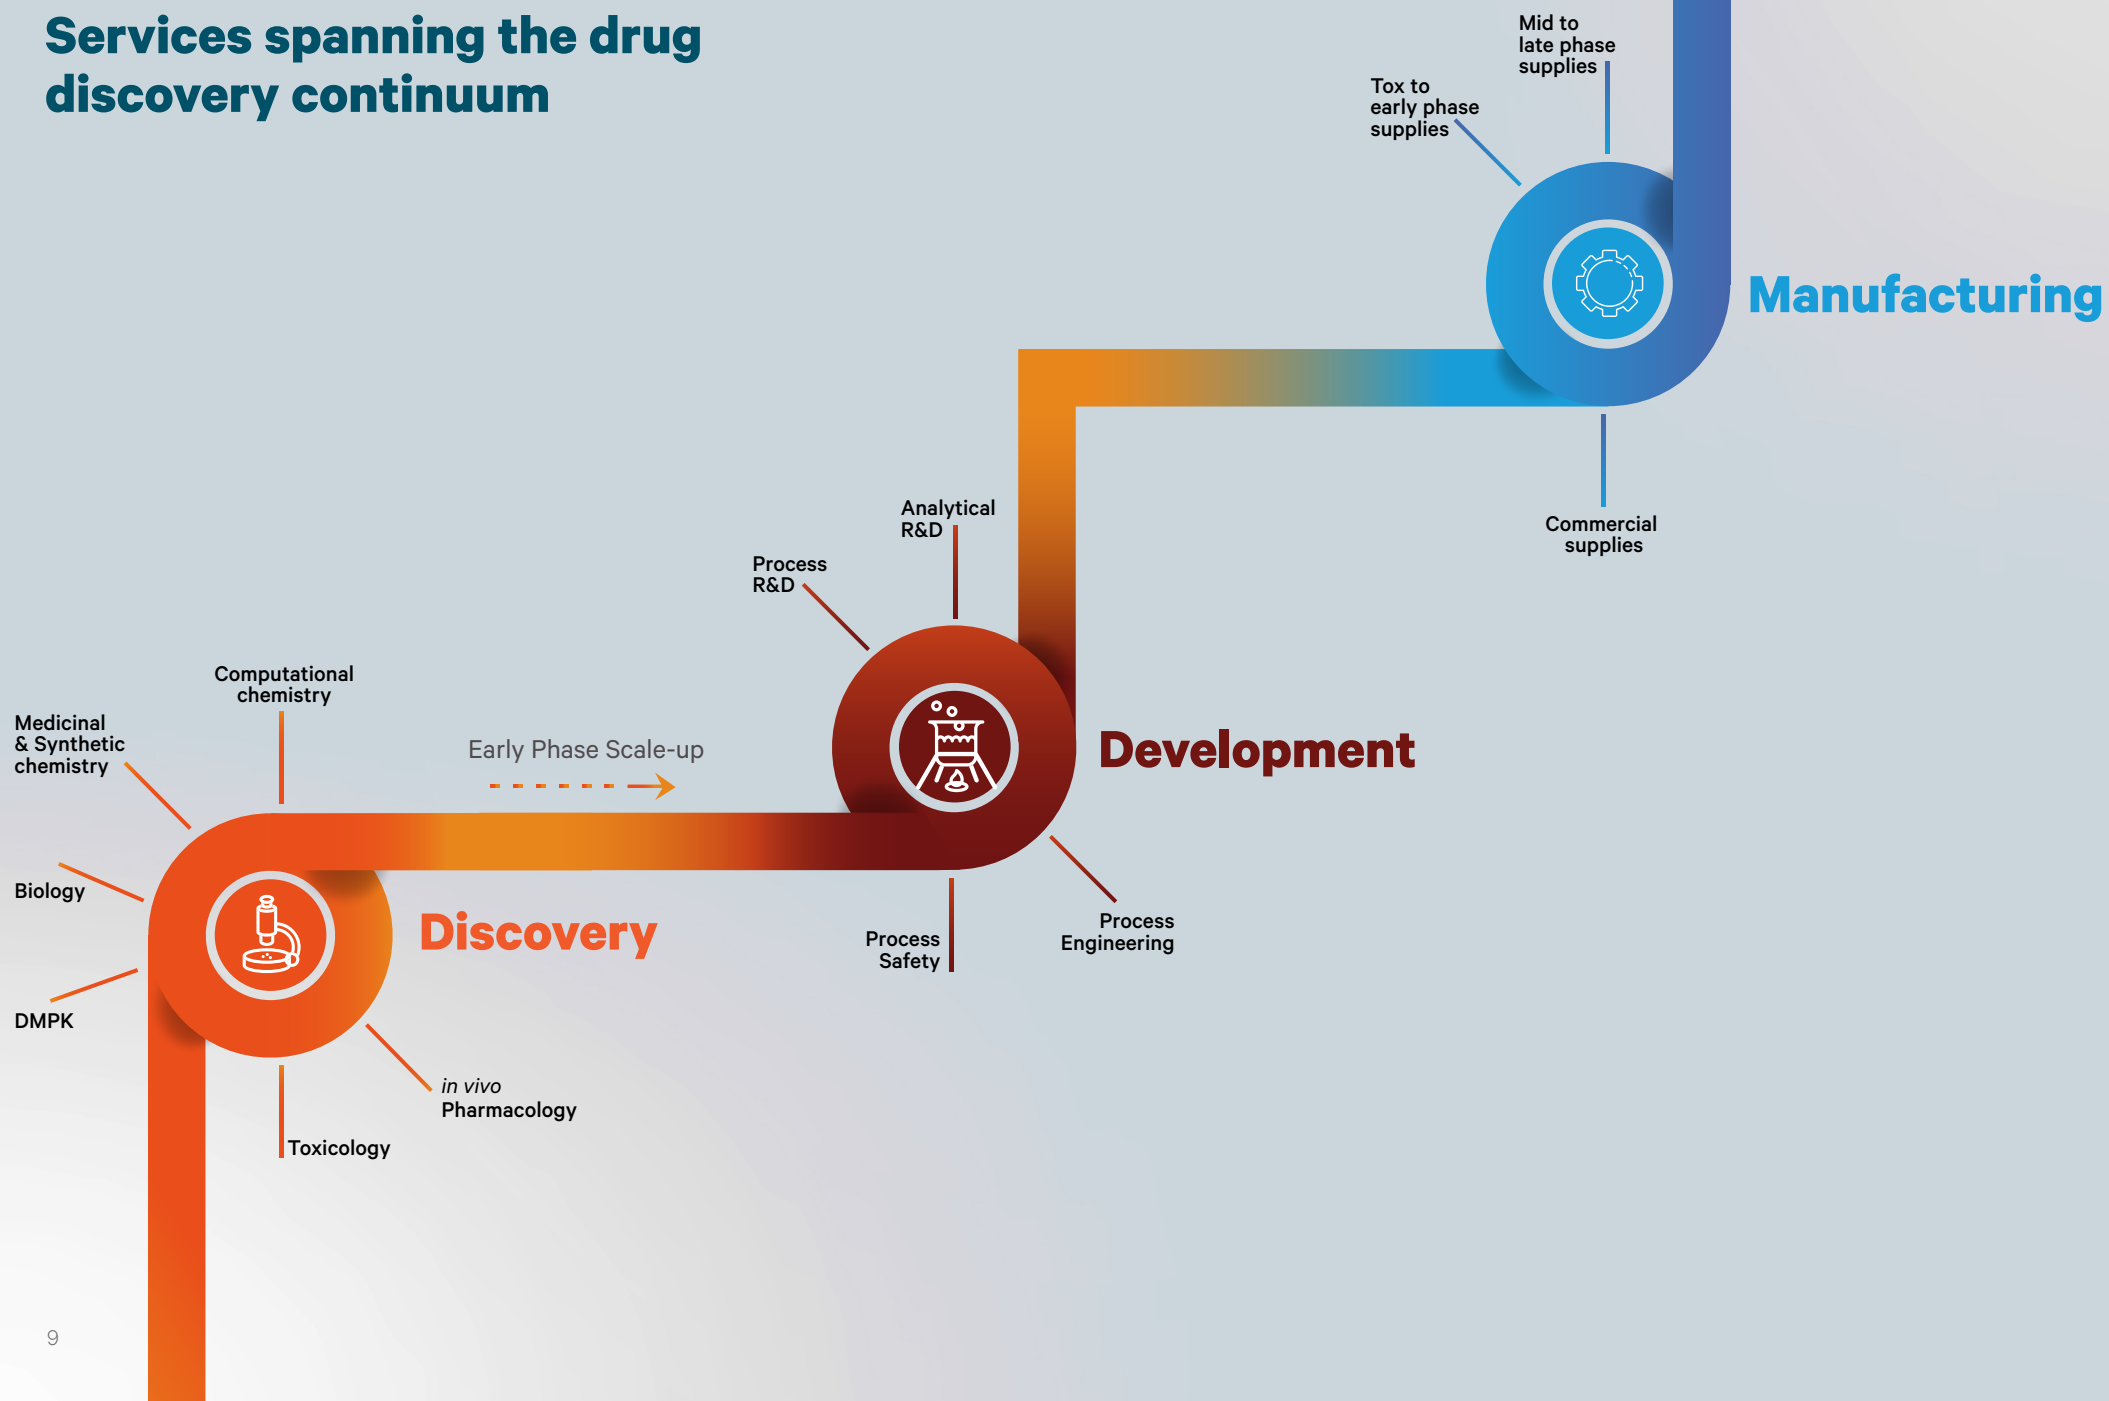 Services spanning the drug
discovery continuum
Mid to
late phase
supplies
Tox to
early phase
supplies
Manufacturing
Commercial
supplies
Analytical
R&D
Process
R&D
Development
Process
Engineering
Process
Safety
Early Phase Scale-up
Computational
chemistry
Medicinal
& Synthetic
chemistry
Biology
DMPK
Discovery
in vivo
Pharmacology
Toxicology
9